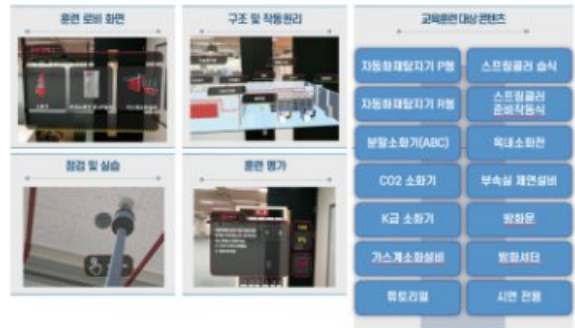 훈련 로비 화면
구조 및 작동원리
점검 및 실습
훈련 평가
교육훈련 대상 콘텐츠
자동화재탐지기 P형
스프링클러 습식
자동화재탐지기 R형
스프링클러
준비작동식
분말소화기(ABC)
옥내소화전
CO2 소화기
부속실 제연설비
K급 소화기
방화문
가스계소화설비
방화셔터
튜토리얼
시연 전용